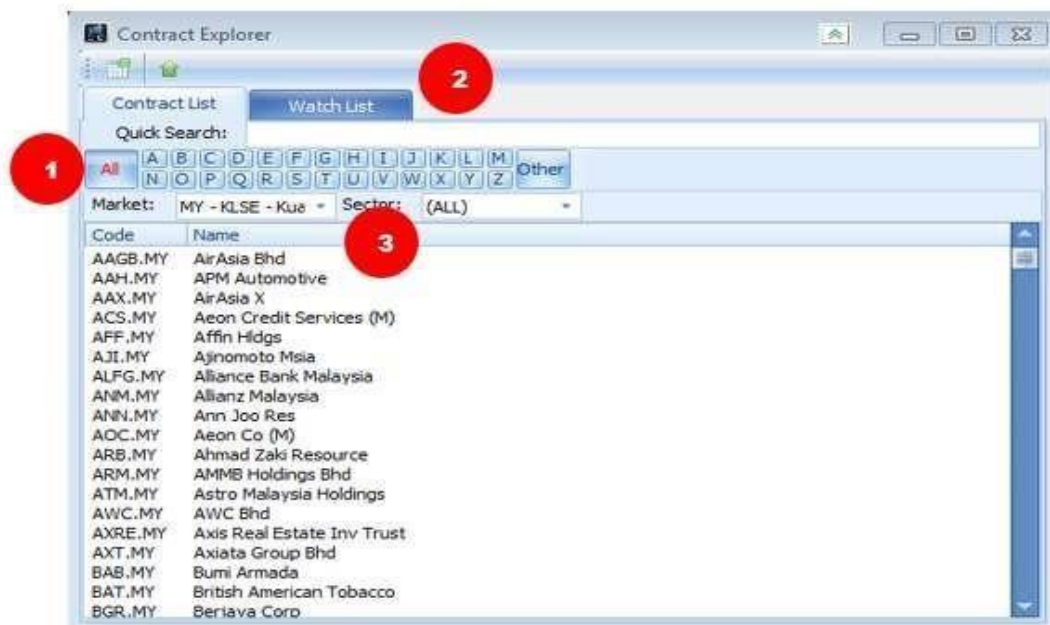 Contract Explorer
2
Contract List Watch List
Quick Search:
1
All A B C D E F G H I J K L M Other
N O P Q R S T U V W X Y Z
Market: MY - KLSE - Kua Sector: (ALL)
3
Code Name
AAGB.MY AirAsia Bhd
AAH.MY APM Automotive
AAX.MY AirAsia X
ACS.MY Aeon Credit Services (M)
AFF.MY Affin Hldgs
AJI.MY Ajinomoto Msia
ALFG.MY Alliance Bank Malaysia
ANM.MY Allianz Malaysia
ANN.MY Ann Joo Res
AOC.MY Aeon Co (M)
ARB.MY Ahmad Zaki Resource
ARM.MY AMMB Holdings Bhd
ATM.MY Astro Malaysia Holdings
AWC.MY AWC Bhd
AXRE.MY Axis Real Estate Inv Trust
AXT.MY Axiata Group Bhd
BAB.MY Bumi Armada
BAT.MY British American Tobacco
BGR.MY Berjaya Corp